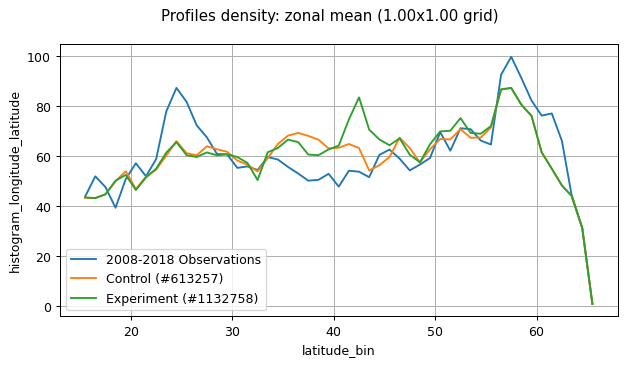 Profiles density: zonal mean (1.00x1.00 grid)
histogram_longitude_latitude
100
80
60
40
20
0
2008-2018 Observations
Control (#613257)
Experiment (#1132758)
20 30 40 50 60
latitude_bin